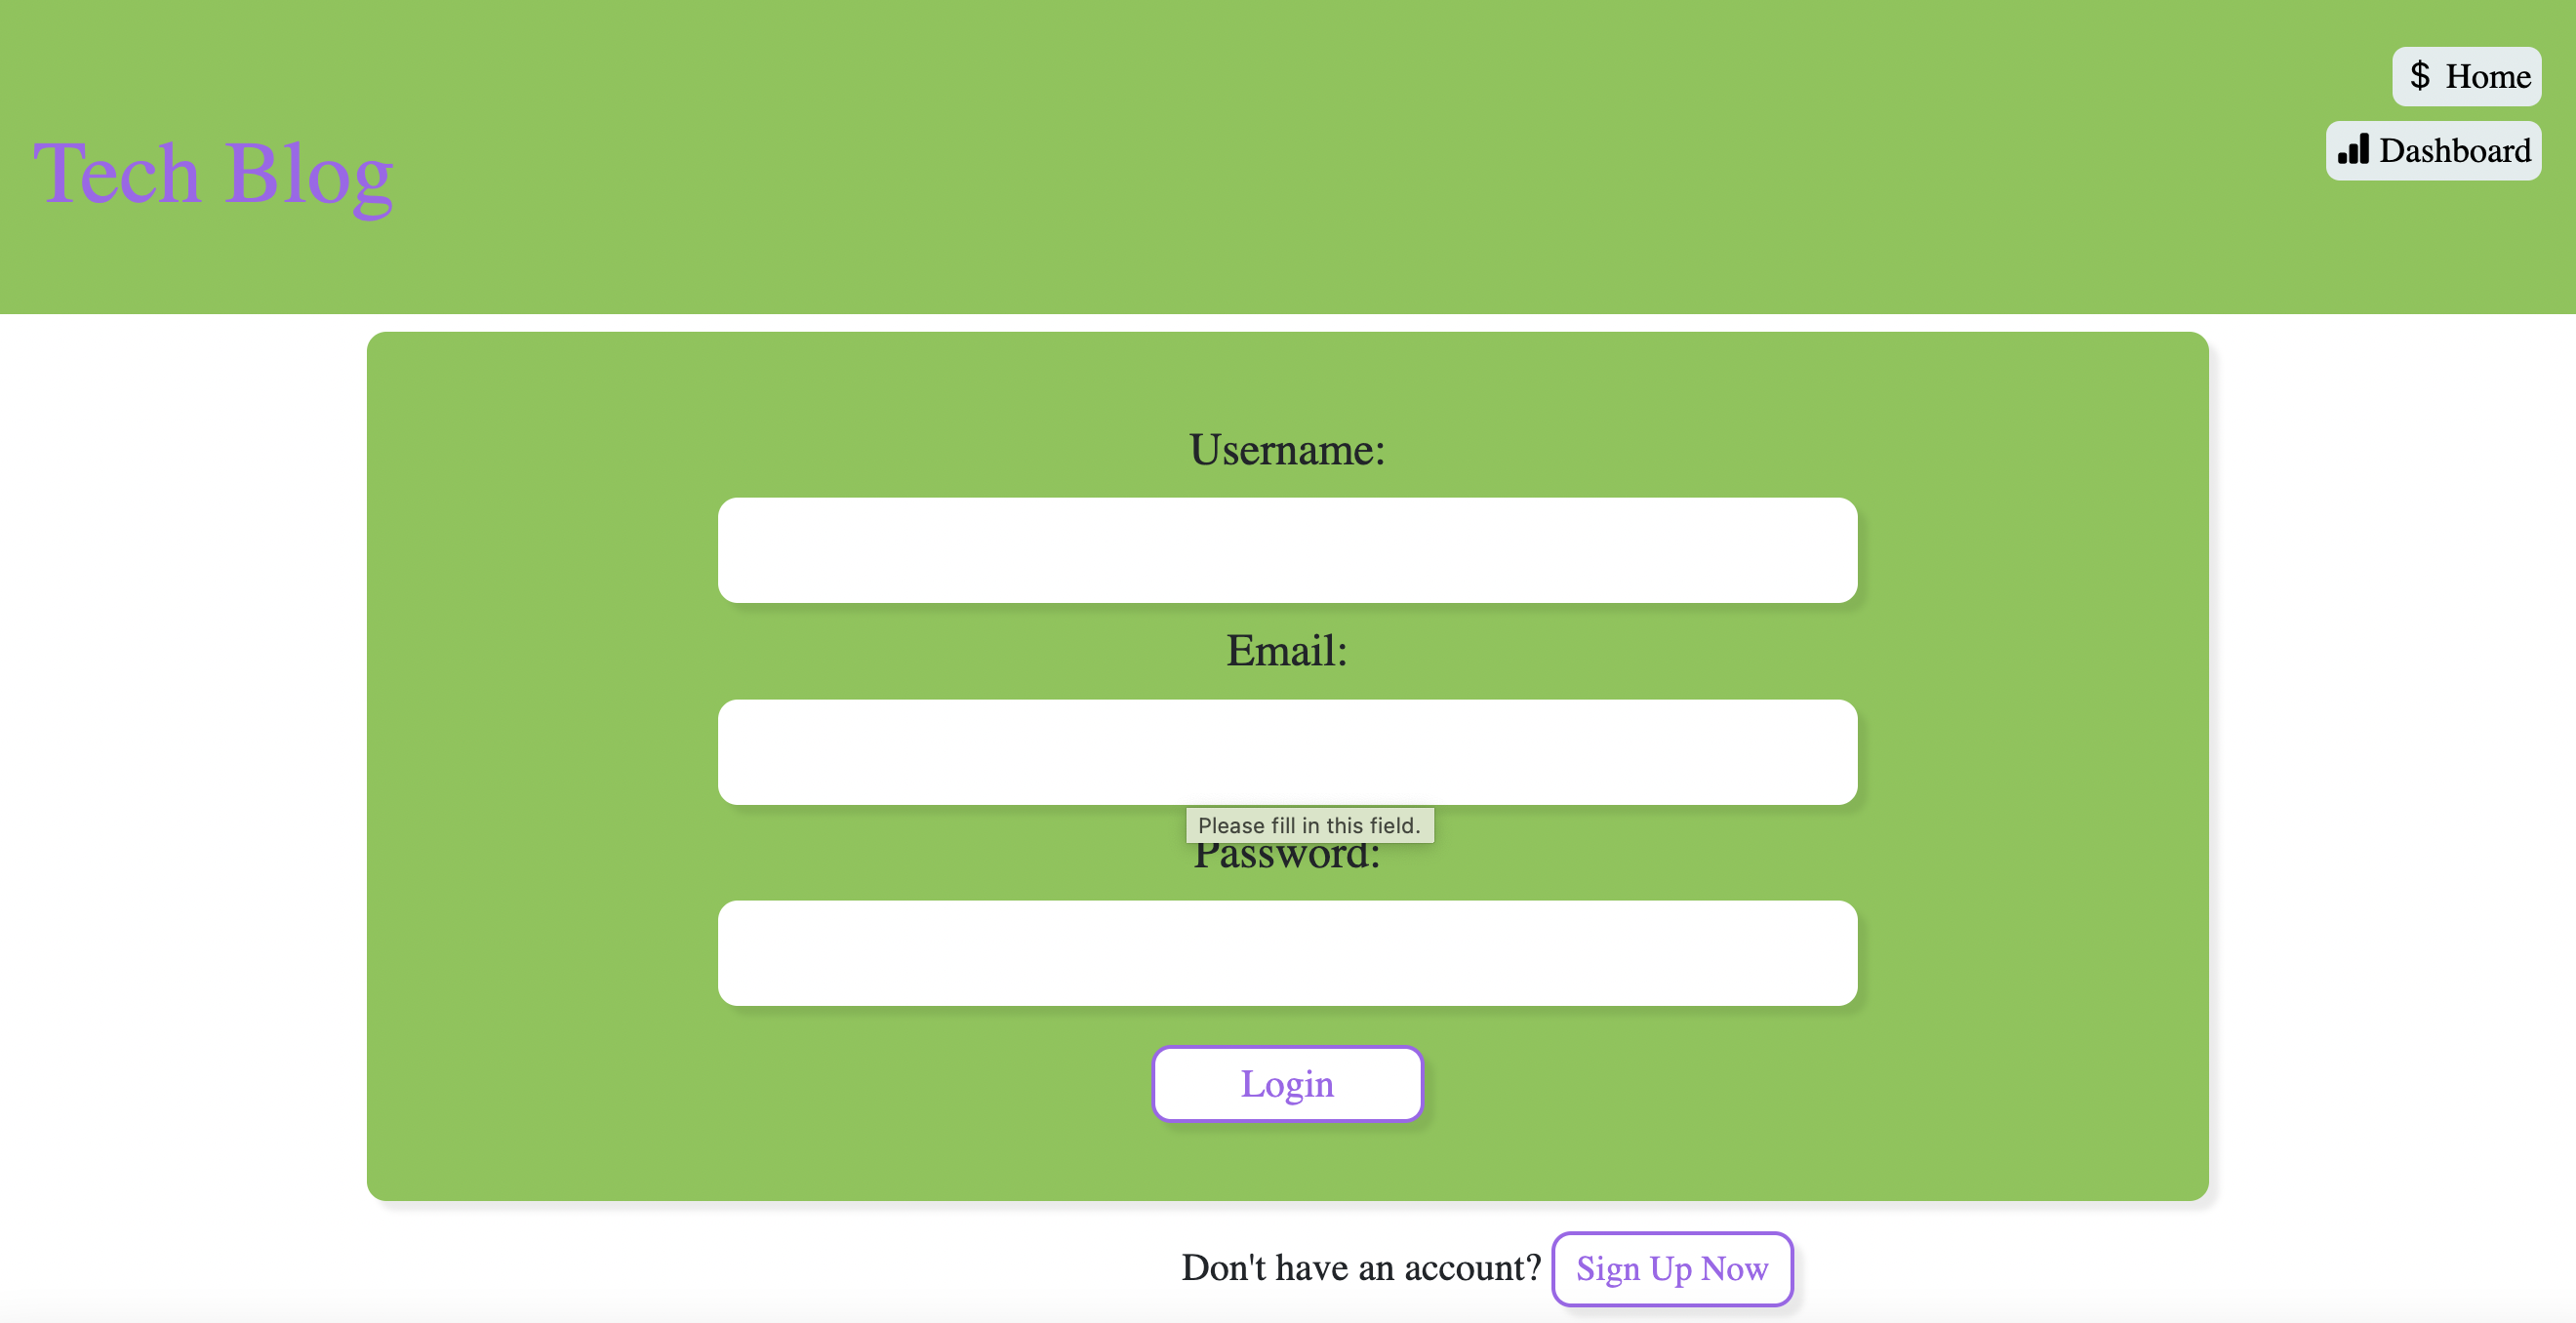 $ Home
Dashboard
Tech Blog
Username:
Email:
Please fill in this field.
Password:
Login
Don't have an account? Sign Up Now